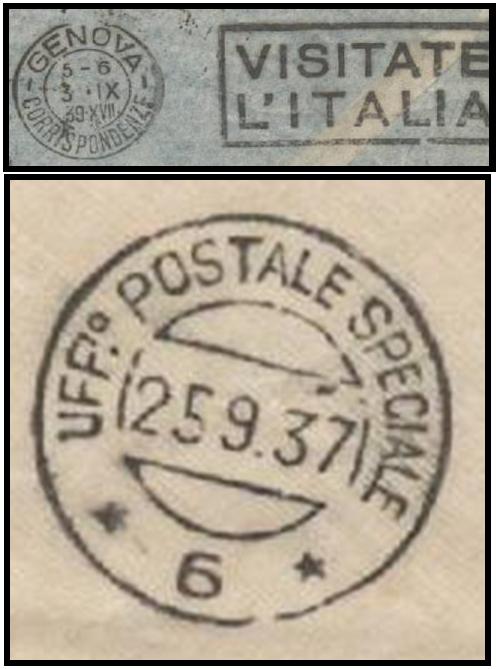 GENOVA
5-6
3·IX
39·XVII
CORRISPONDENZE
VISITATE
L'ITALIA
UFF.º POSTALE SPECIALE
25 9.37
6